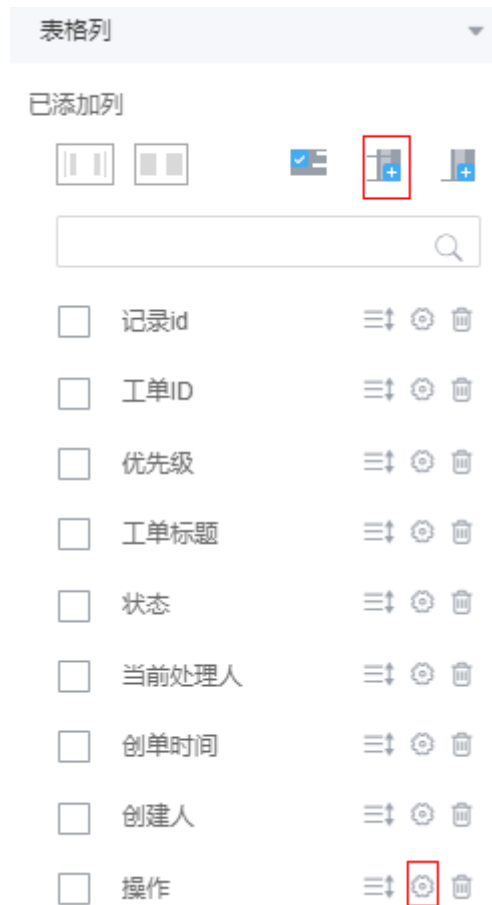 表格列
已添加列
记录id
工单ID
优先级
工单标题
状态
当前处理人
创单时间
创建人
操作